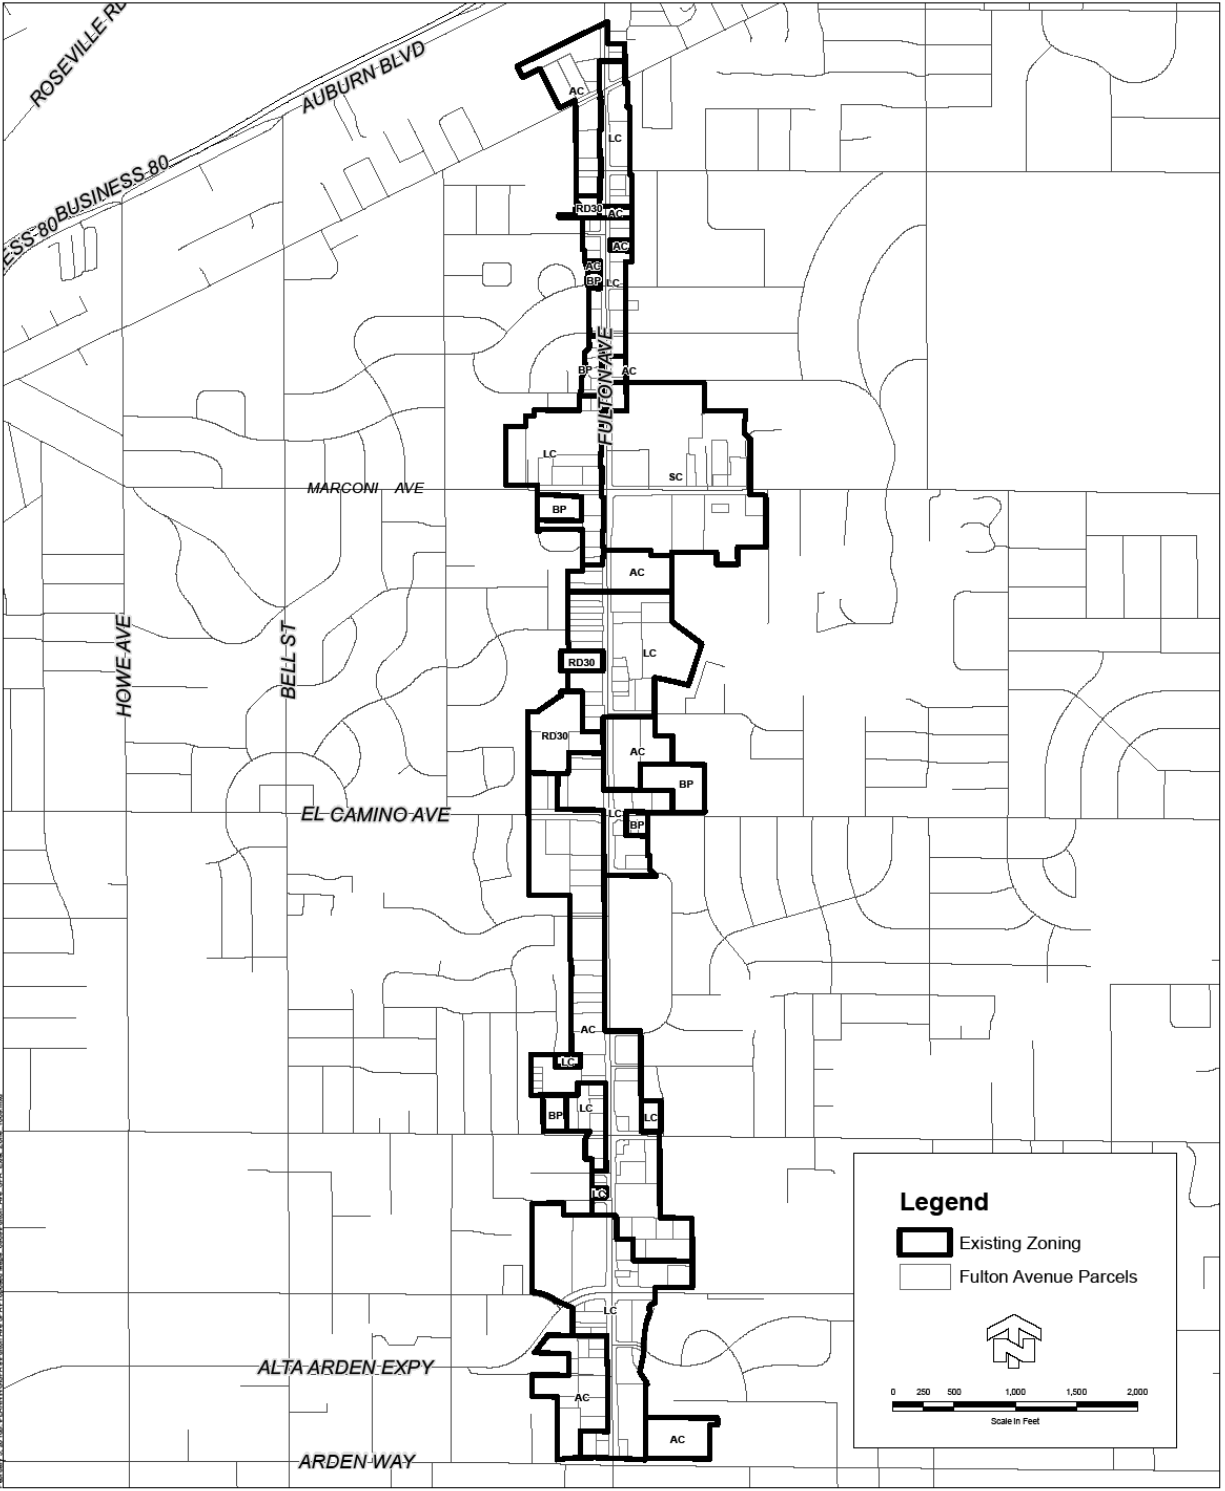 ROSEVILLE RD
AUBURN BLVD
BUSINESS 80
ESS 80
AC
LC
RD30
AC
AC
AC
BP
LC
FULTON AVE
BP
AC
LC
SC
MARCONI AVE
BP
AC
HOWE AVE
BELL ST
LC
RD30
RD30
AC
BP
EL CAMINO AVE
LC
BP
AC
LC
BP
LC
LC
LC
LC
ALTA ARDEN EXPY
AC
AC
ARDEN WAY
Legend
Existing Zoning
Fulton Avenue Parcels
N
0 250 500 1,000 1,500 2,000
Scale in Feet